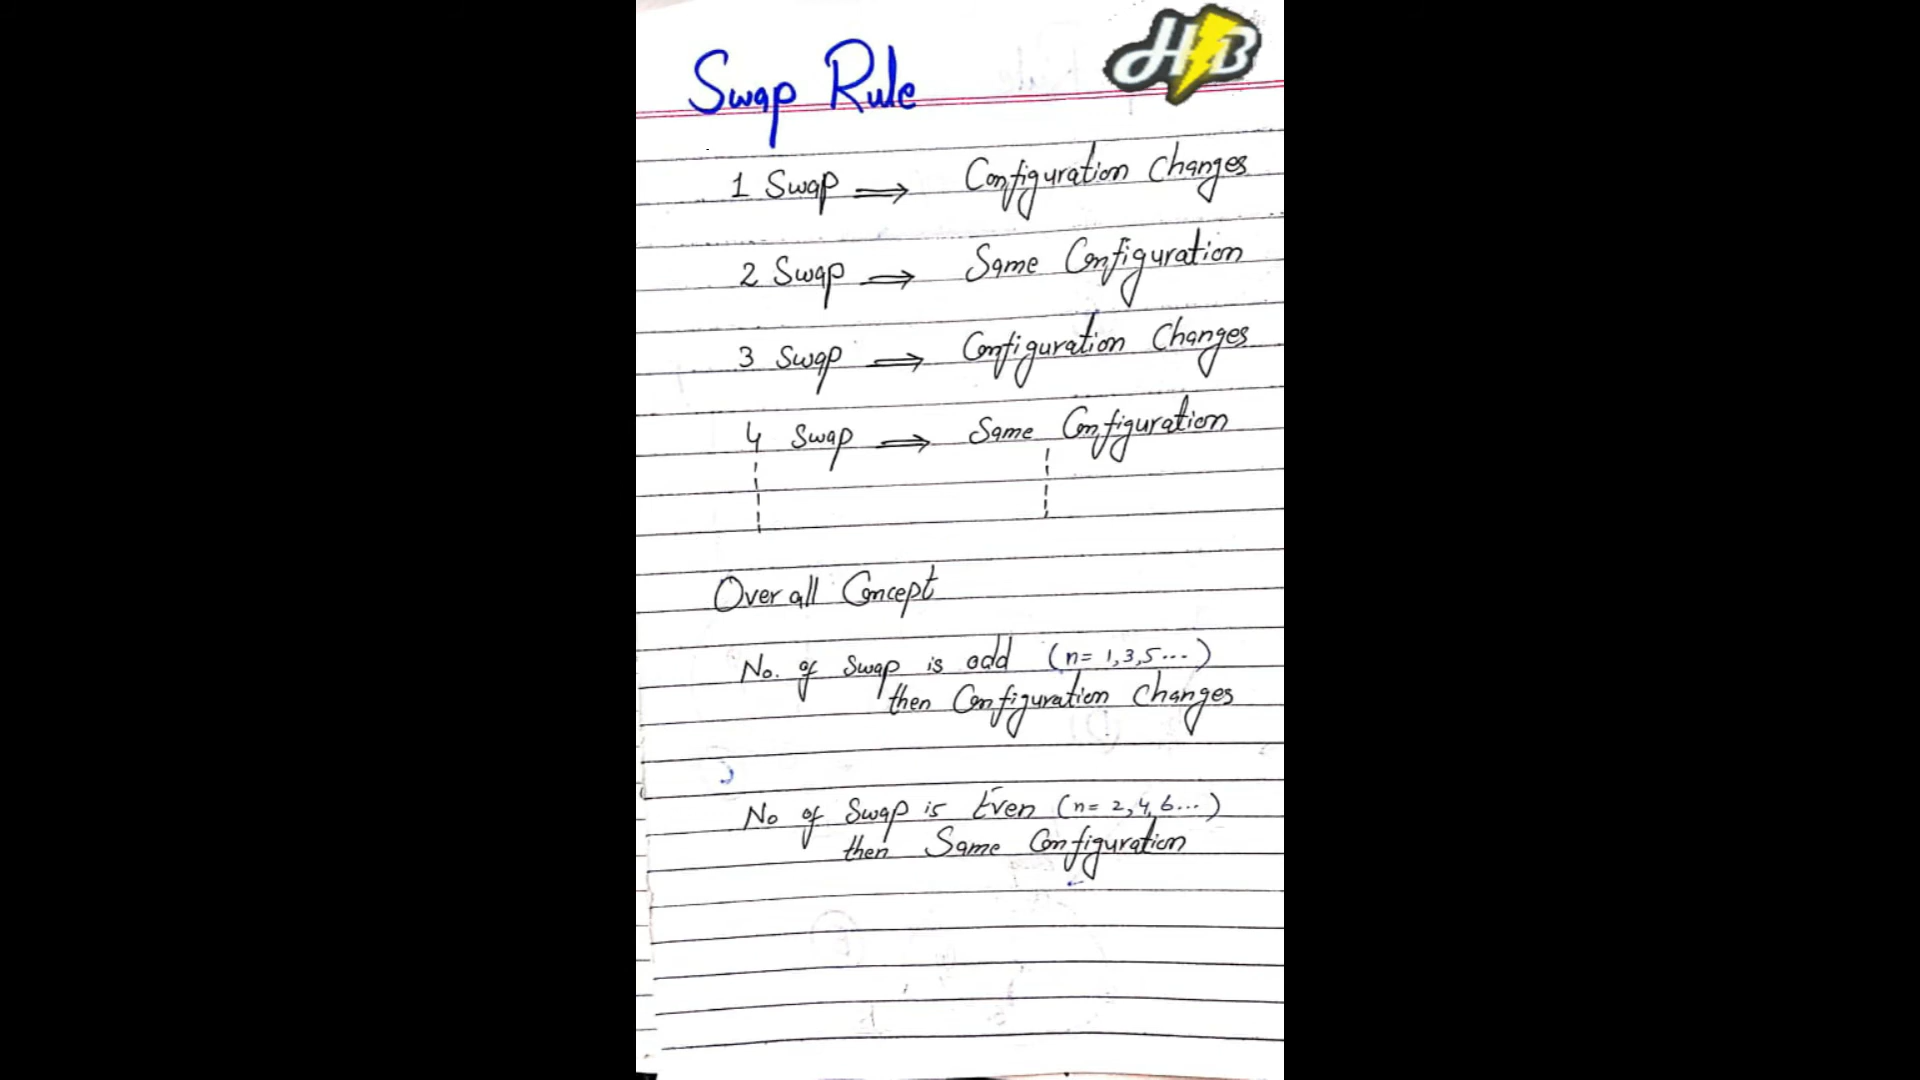 HB
Swap Rule
1 Swap ⟹ Configuration Changes
2 Swap ⟹ Same Configuration
3 Swap ⟹ Configuration Changes
4 Swap ⟹ Same Configuration
Over all Concept
No. of Swap is odd (n= 1,3,5...)
then Configuration Changes
No of Swap is Even (n= 2,4,6...)
then Same Configuration